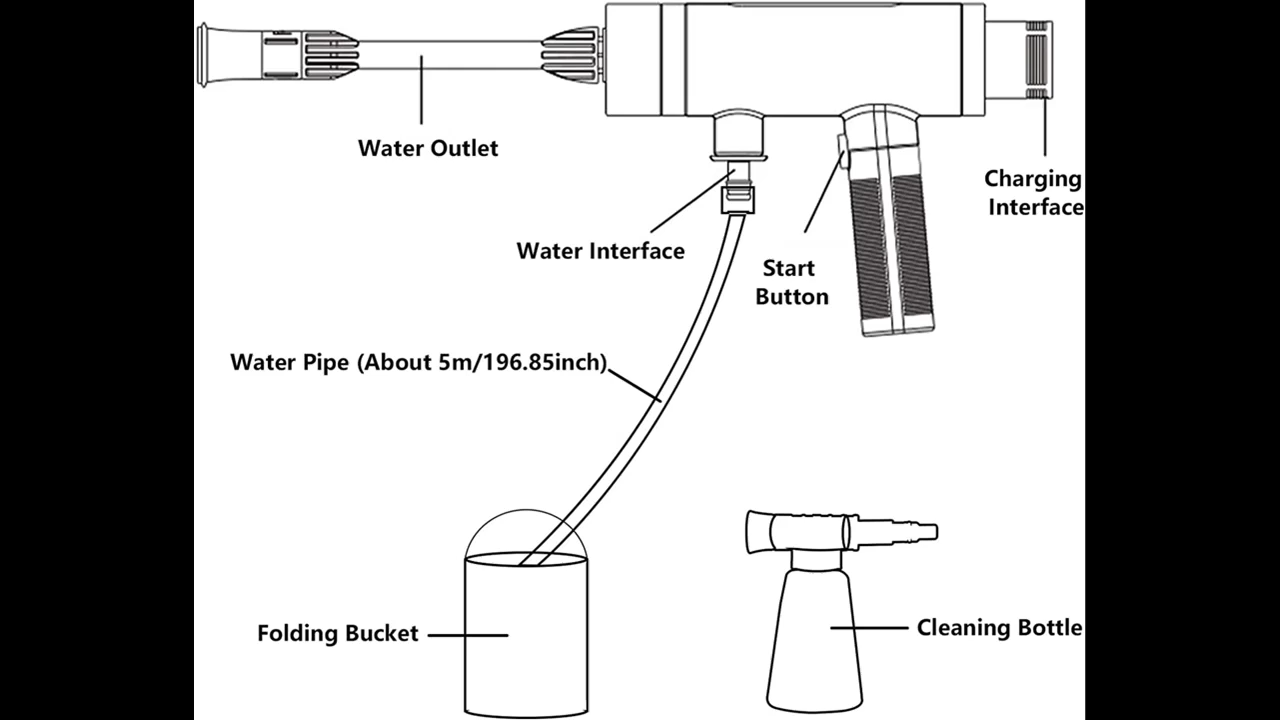 Water Outlet
Charging
Interface
Water Interface
Start
Button
Water Pipe (About 5m/196.85inch)
Folding Bucket
Cleaning Bottle